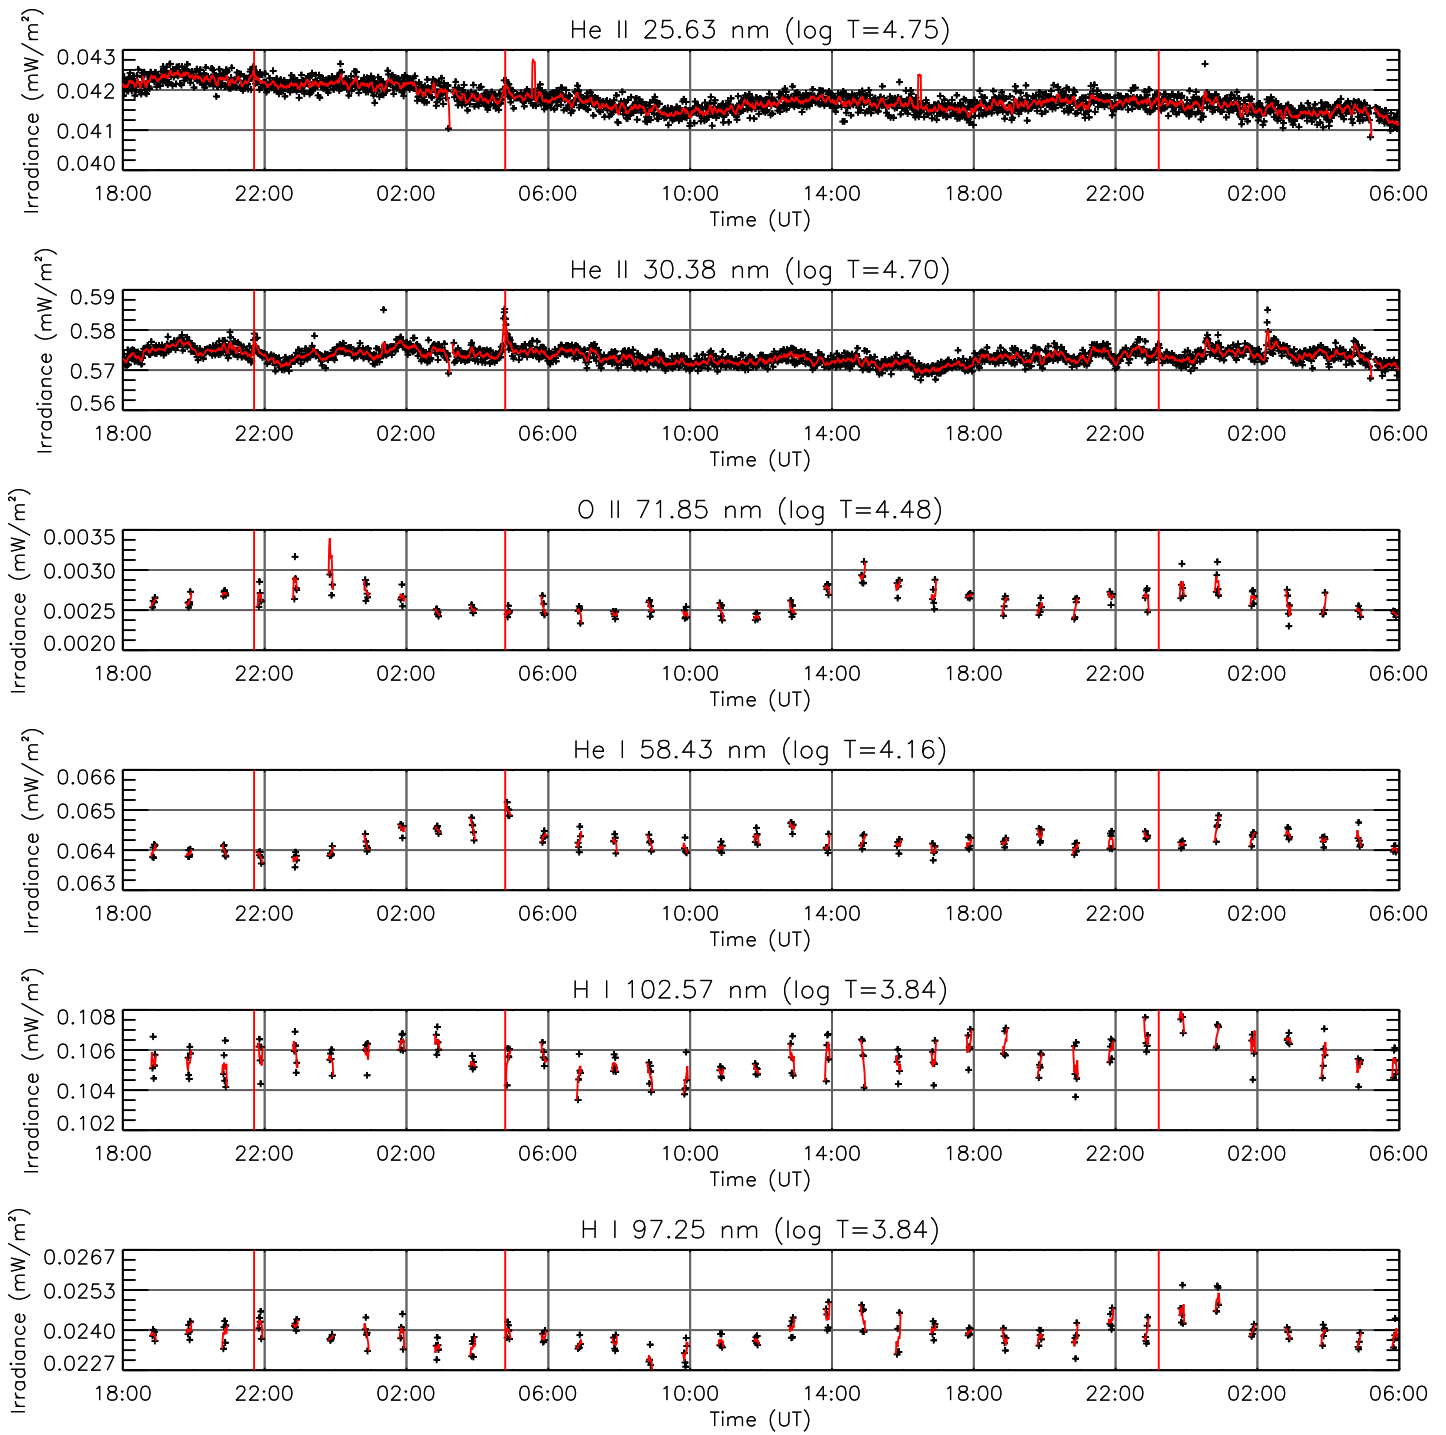 He II 25.63 nm (log T=4.75)
Irradiance (mW/m²)
0.043
0.042
0.041
0.040
18:00 22:00 02:00 06:00 10:00 14:00 18:00 22:00 02:00 06:00
Time (UT)
He II 30.38 nm (log T=4.70)
Irradiance (mW/m²)
0.59
0.58
0.57
0.56
18:00 22:00 02:00 06:00 10:00 14:00 18:00 22:00 02:00 06:00
Time (UT)
O II 71.85 nm (log T=4.48)
Irradiance (mW/m²)
0.0035
0.0030
0.0025
0.0020
18:00 22:00 02:00 06:00 10:00 14:00 18:00 22:00 02:00 06:00
Time (UT)
He I 58.43 nm (log T=4.16)
Irradiance (mW/m²)
0.066
0.065
0.064
0.063
18:00 22:00 02:00 06:00 10:00 14:00 18:00 22:00 02:00 06:00
Time (UT)
H I 102.57 nm (log T=3.84)
Irradiance (mW/m²)
0.108
0.106
0.104
0.102
18:00 22:00 02:00 06:00 10:00 14:00 18:00 22:00 02:00 06:00
Time (UT)
H I 97.25 nm (log T=3.84)
Irradiance (mW/m²)
0.0267
0.0253
0.0240
0.0227
18:00 22:00 02:00 06:00 10:00 14:00 18:00 22:00 02:00 06:00
Time (UT)